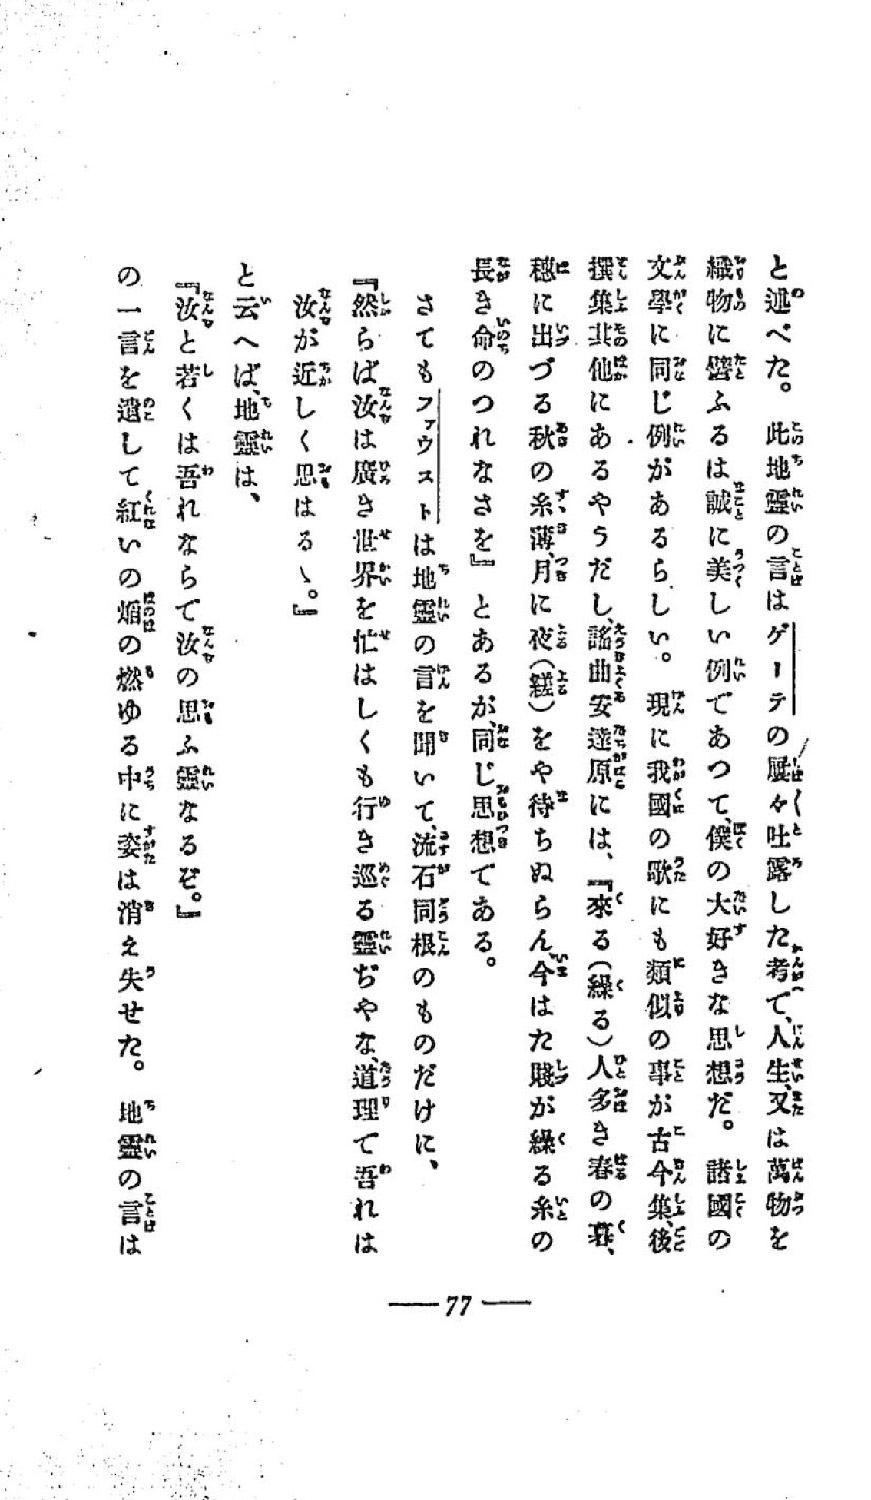 と述べた。此地靈の言はゲーテの屢々吐露した考で、人生、又は萬物を
織物に譬ふるは誠に美しい例であつて、僕の大好きな思想だ。諸國の
文學に同じ例があるらしい。現に我國の歌にも類似の事が古今集、後
撰集其他にあるやうだし、謠曲安達原には、『來る(繰る)人多き春の暮、
穗に出づる秋の糸薄、月に夜(縒)をや待ちぬらん、今はた賤が繰る糸の
長き命のつれなさを』とあるが、同じ思想である。
さてもファウストは地靈の言を聞いて、流石同根のものだけに、
『然らば汝は廣き世界を忙はしくも行き巡る靈ぢやな、道理で吾れは
汝が近しく思はるゝ。』
と云へば、地靈は、
『汝と若くは吾れならで汝の思ふ靈なるぞ。』
の一言を遺して紅いの焔の燃ゆる中に姿は消え失せた。地靈の言は
77